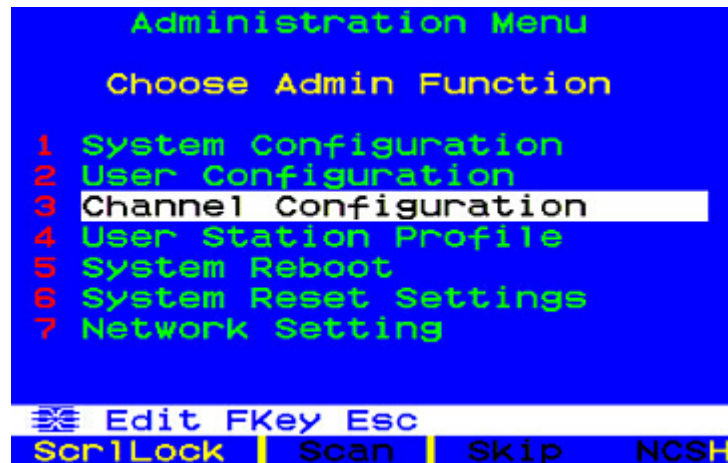 Administration Menu
Choose Admin Function
1 System Configuration
2 User Configuration
3 Channel Configuration
4 User Station Profile
5 System Reboot
6 System Reset Settings
7 Network Setting
Edit FKey Esc
ScrlLock Scan Skip NCSH